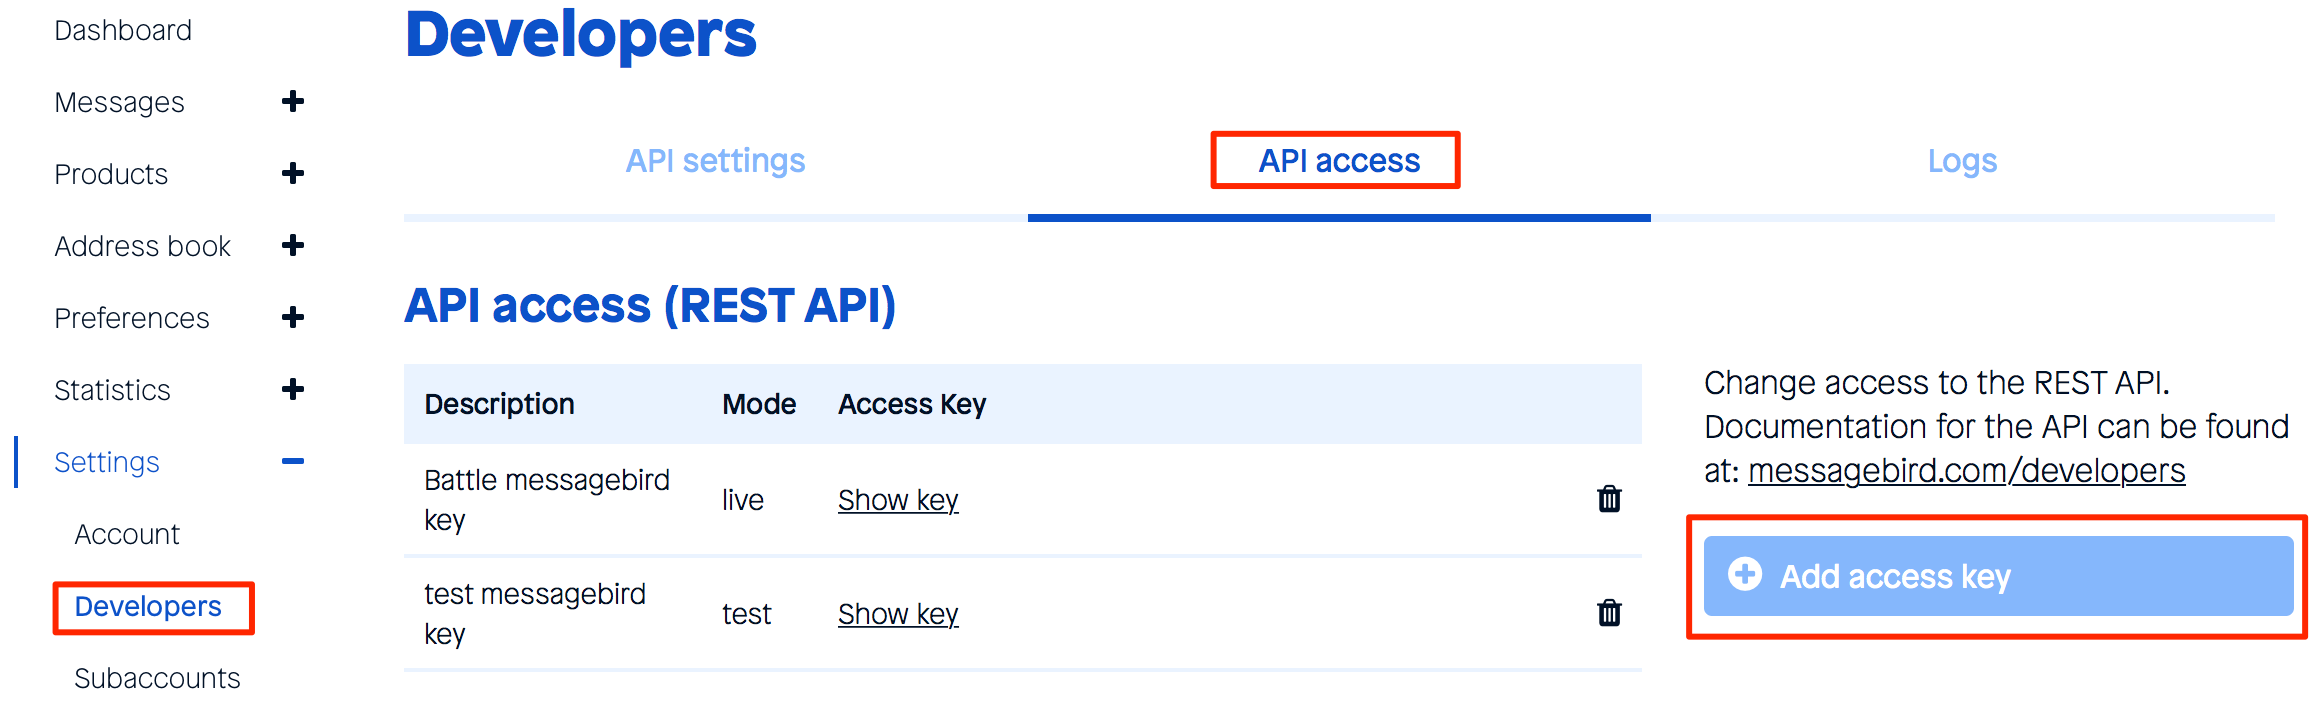 Dashboard
Messages
Products
Address book
Preferences
Statistics
Settings
Account
Developers
Subaccounts
Developers
API settings
API access
Logs
API access (REST API)
Description Mode Access Key
Battle messagebird
key
live
Show key
test messagebird
key
test
Show key
Change access to the REST API.
Documentation for the API can be found
at: messagebird.com/developers
Add access key